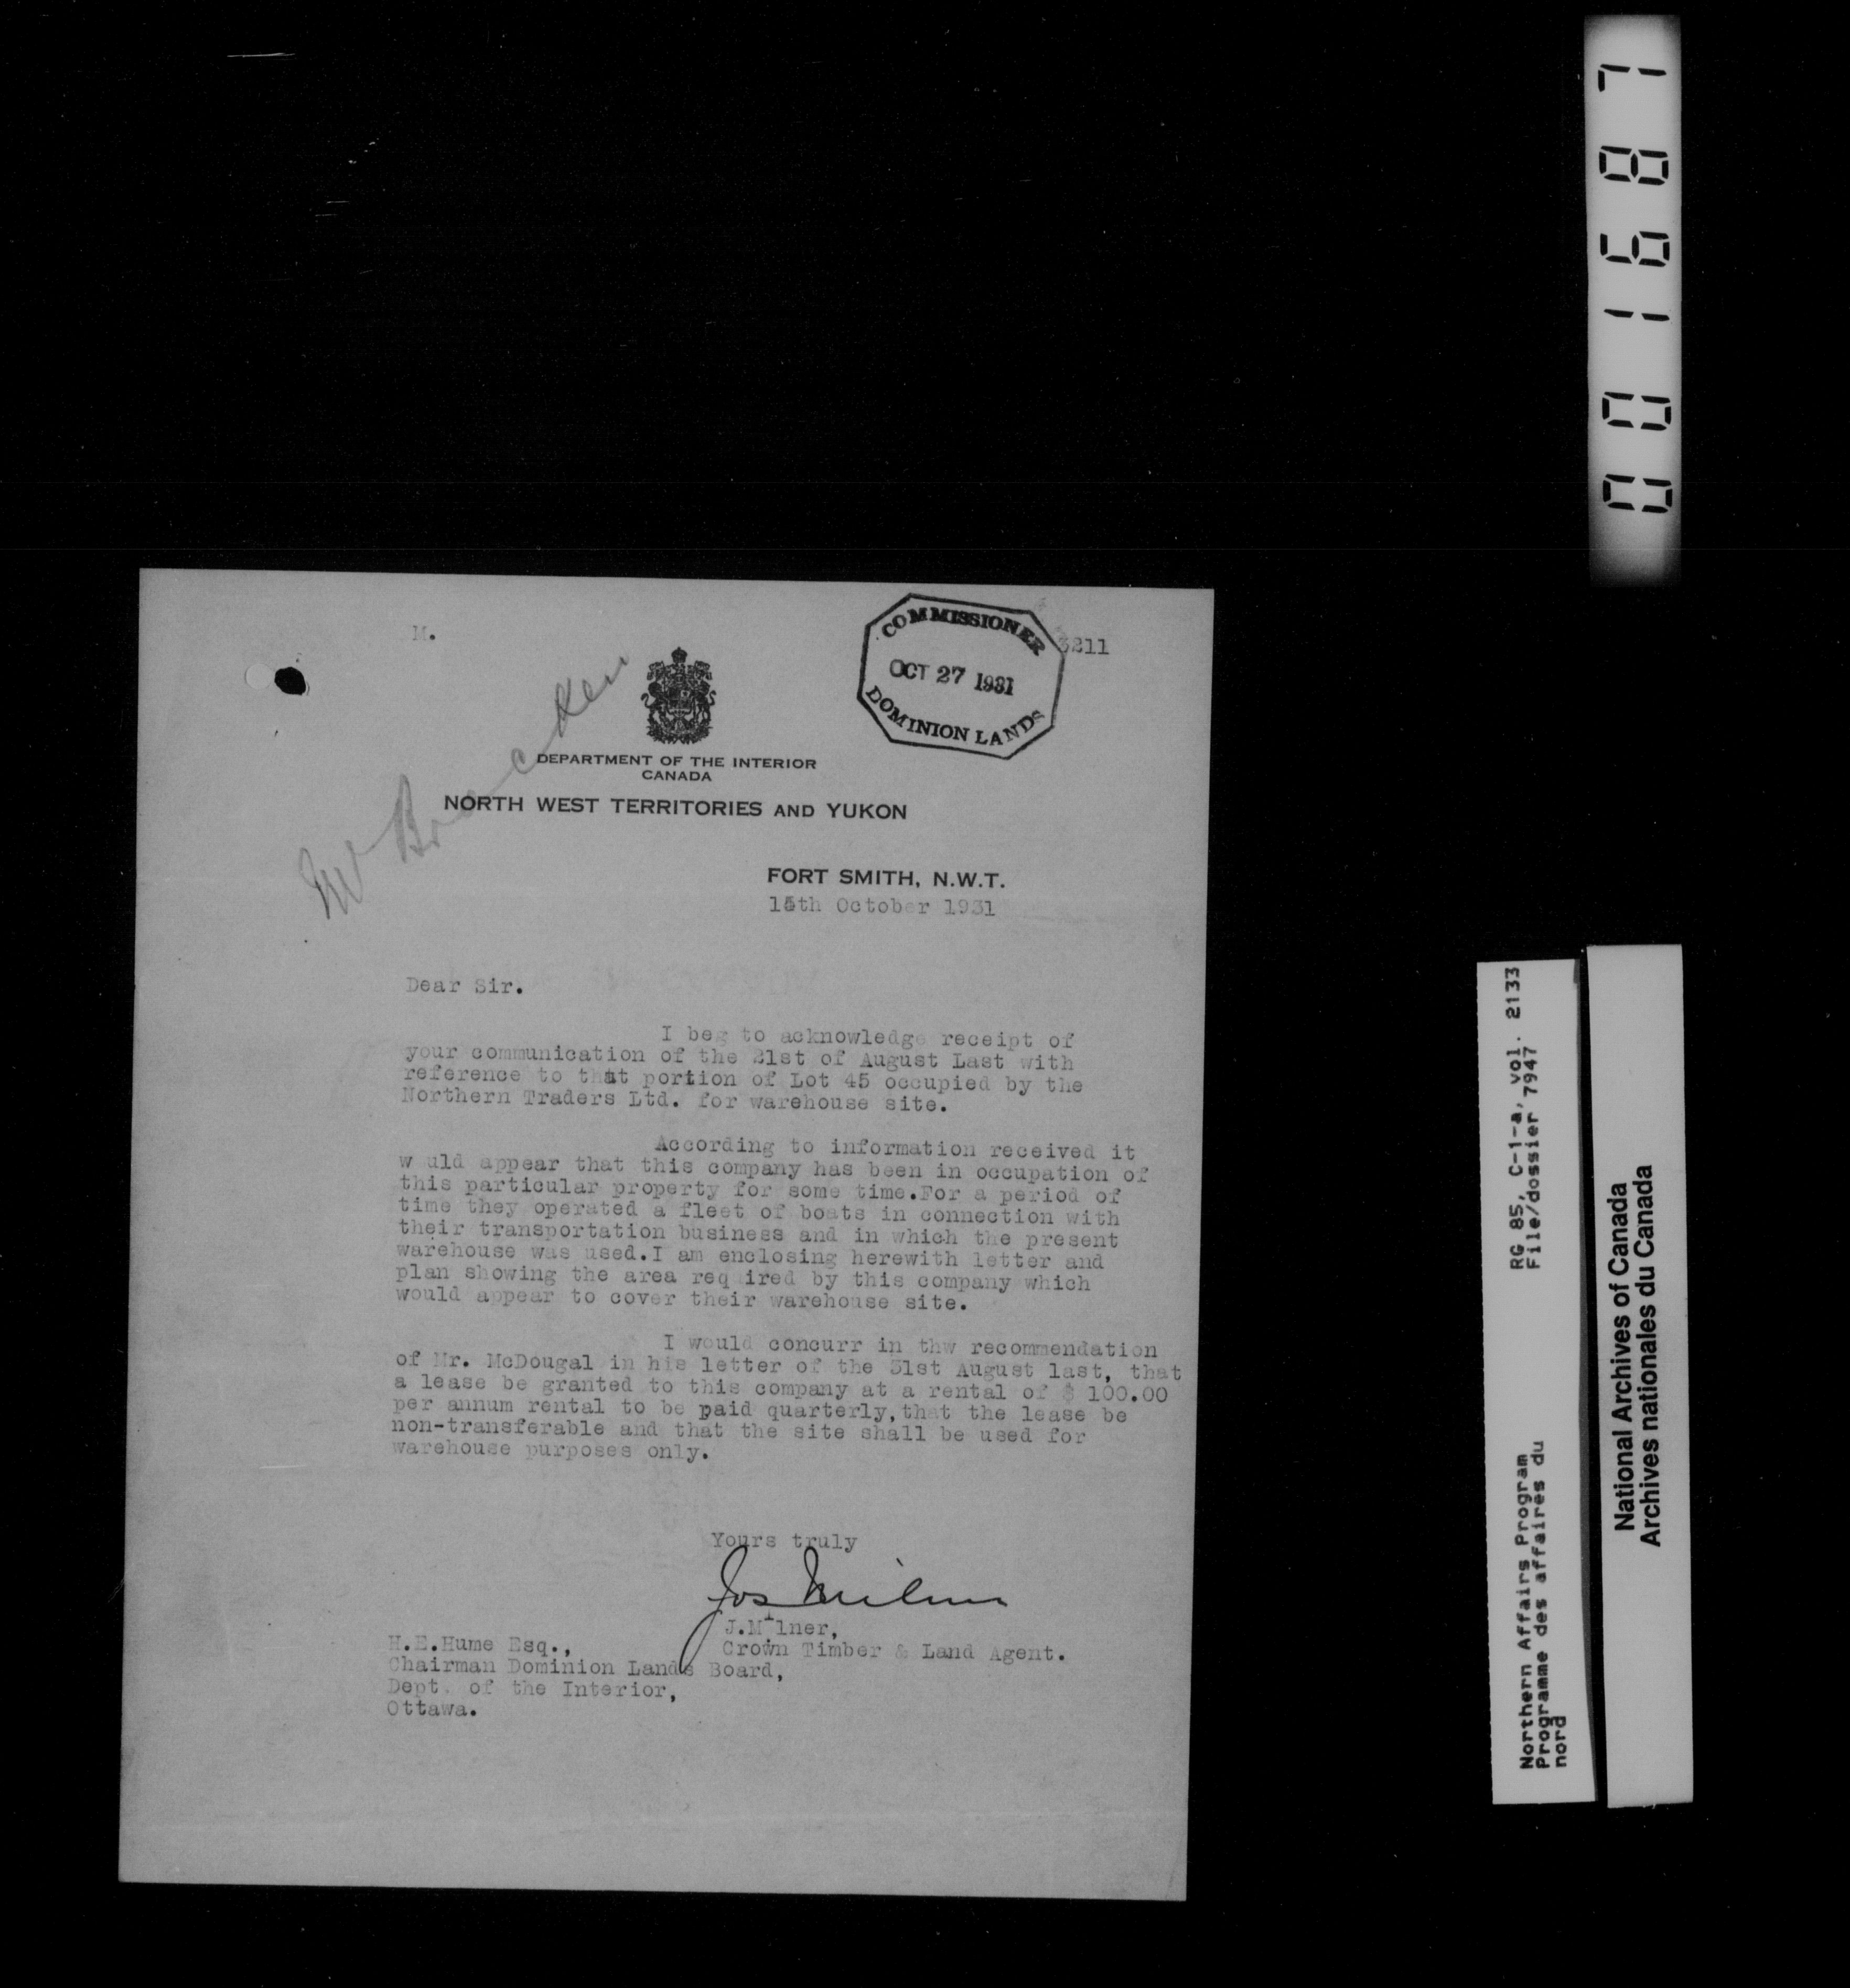 001687
M.
COMMISSIONER
OCT 27 1931
DOMINION LANDS
3211
Mr Bracken
DEPARTMENT OF THE INTERIOR
CANADA
NORTH WEST TERRITORIES AND YUKON
FORT SMITH, N.W.T.
15th October 1931
Dear Sir.
I beg to acknowledge receipt of
your communication of the 21st of August Last with
reference to that portion of Lot 45 occupied by the
Northern Traders Ltd. for warehouse site.
According to information received it
w uld appear that this company has been in occupation of
this particular property for some time.For a period of
time they operated a fleet of boats in connection with
their transportation business and in which the present
warehouse was used.I am enclosing herewith letter and
plan showing the area req ired by this company which
would appear to cover their warehouse site.
I would concurr in thw recommendation
of Mr. McDougal in his letter of the 31st August last, that
a lease be granted to this company at a rental of $ 100.00
per annum rental to be paid quarterly,that the lease be
non-transferable and that the site shall be used for
warehouse purposes only.
Yours truly
Jos Milner
J.Milner,
Crown Timber & Land Agent.
H.E.Hume Esq.,
Chairman Dominion Lands Board,
Dept. of the Interior,
Ottawa.
RG 85, C-1-a, vol. 2133
File/dossier 7947
Northern Affairs Program
Programme des affaires du
nord
National Archives of Canada
Archives nationales du Canada